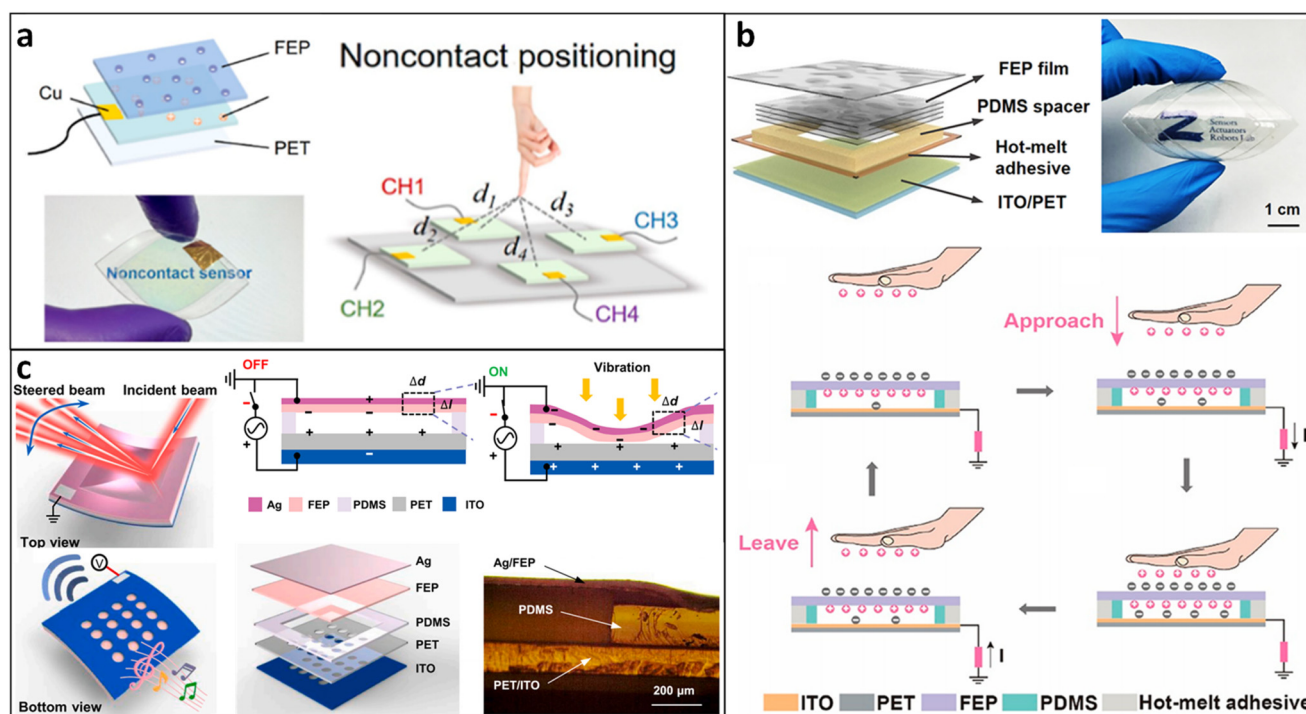 a
FEP
Cu
PET
Noncontact sensor
Noncontact positioning
CH1
CH2
CH3
CH4
d1
d2
d3
d4
b
FEP film
PDMS spacer
Hot-melt adhesive
ITO/PET
Sensors
Actuators
Robots Lab
1 cm
Approach
I
Leave
I
ITO PET FEP PDMS Hot-melt adhesive
c
Steered beam
Incident beam
Top view
OFF
Δd
Δl
ON
Vibration
Δd
Δl
Ag FEP PDMS PET ITO
V
Bottom view
Ag
FEP
PDMS
PET
ITO
Ag/FEP
PDMS
PET/ITO
200 μm